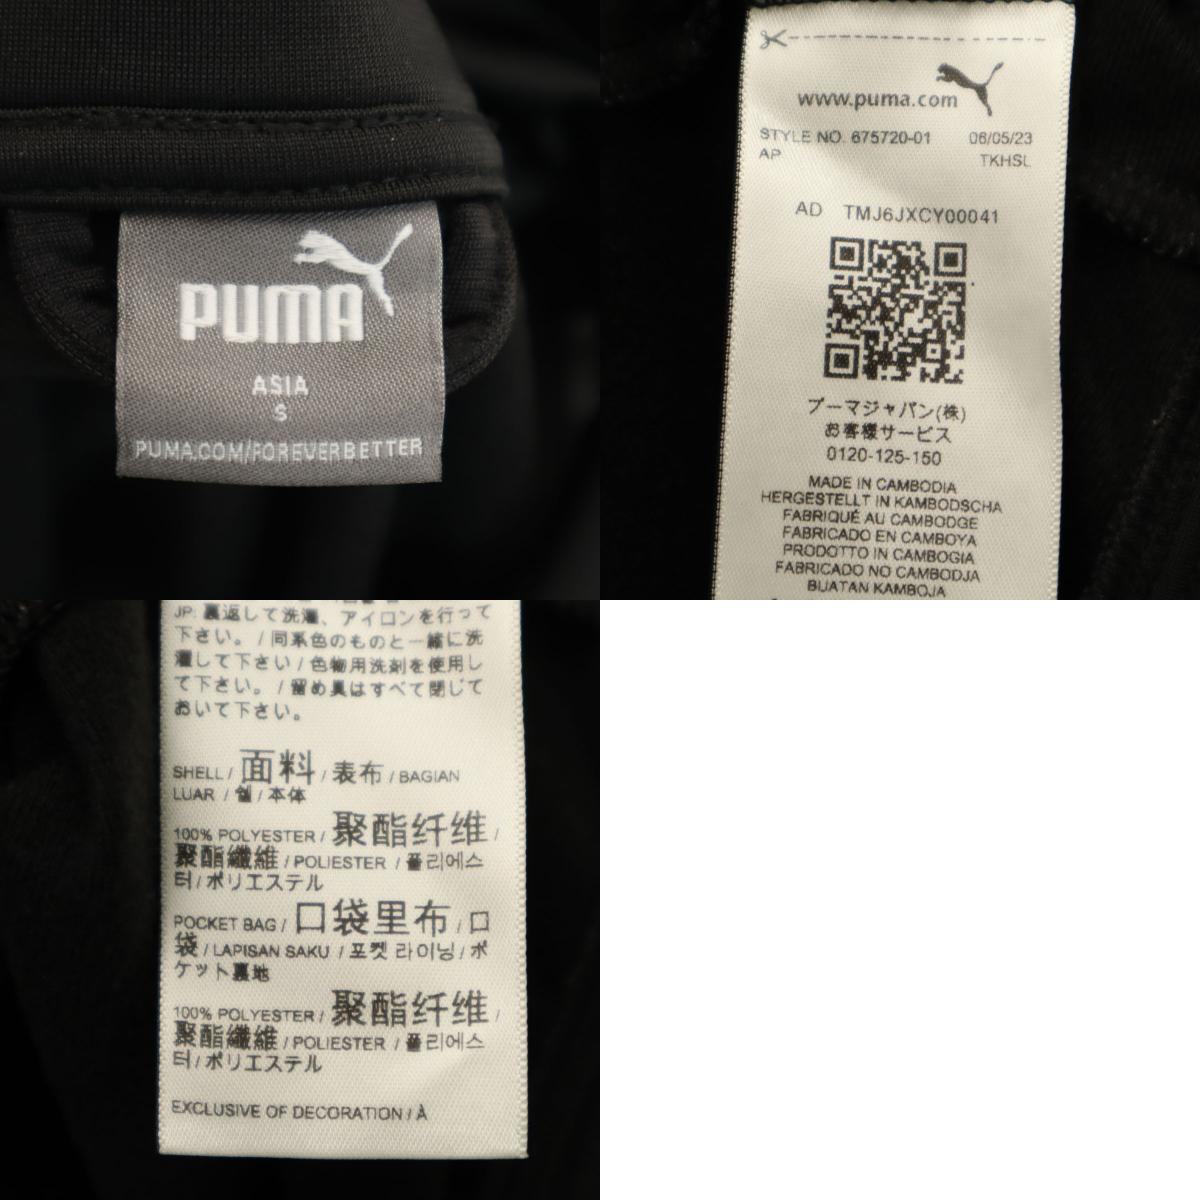 PUMA
ASIA
S
PUMA.COM/FOREVERBETTER
www.puma.com
STYLE NO. 675720-01 06/05/23
AP TKHSL
AD TMJ6JXCY00041
プーマジャパン(株)
お客様サービス
0120-125-150
MADE IN CAMBODIA
HERGESTELLT IN KAMBODSCHA
FABRIQUÉ AU CAMBODGE
FABRICADO EN CAMBOYA
PRODOTTO IN CAMBOGIA
FABRICADO NO CAMBODJA
BUATAN KAMBOJA
JP: 裏返して洗濯、アイロンを行って
下さい。/ 同系色のものと一緒に洗
濯して下さい / 色物用洗剤を使用し
て下さい。/ 留め具はすべて閉じて
おいて下さい。
SHELL / 面料 / 表布 / BAGIAN
LUAR / 쉘 / 本体
100% POLYESTER / 聚酯纤维 /
聚酯纖維 / POLIESTER / 폴리에스
터 / ポリエステル
POCKET BAG / 口袋里布 / 口
袋 / LAPISAN SAKU / 포켓 라이닝 / ポ
ケット裏地
100% POLYESTER / 聚酯纤维 /
聚酯纖維 / POLIESTER / 폴리에스
터 / ポリエステル
EXCLUSIVE OF DECORATION / À